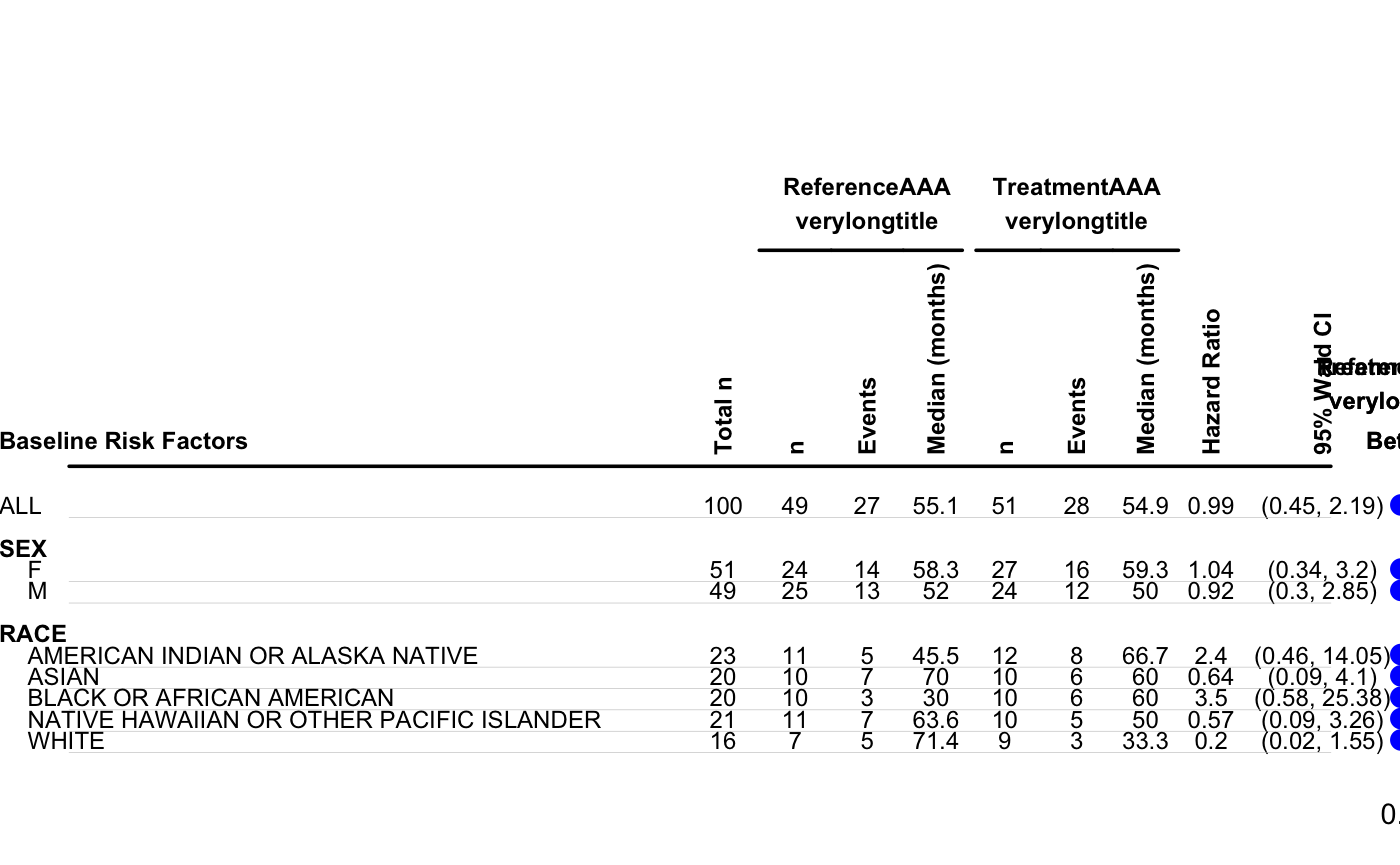 ReferenceAAA TreatmentAAA
verylongtitle verylongtitle
Baseline Risk Factors Total n n Events Median (months) n Events Median (months) Hazard Ratio 95% Wald CI
verylo
Bet
ALL 100 49 27 55.1 51 28 54.9 0.99 (0.45, 2.19)
SEX
F 51 24 14 58.3 27 16 59.3 1.04 (0.34, 3.2)
M 49 25 13 52 24 12 50 0.92 (0.3, 2.85)
RACE
AMERICAN INDIAN OR ALASKA NATIVE 23 11 5 45.5 12 8 66.7 2.4 (0.46, 14.05)
ASIAN 20 10 7 70 10 6 60 0.64 (0.09, 4.1)
BLACK OR AFRICAN AMERICAN 20 10 3 30 10 6 60 3.5 (0.58, 25.38)
NATIVE HAWAIIAN OR OTHER PACIFIC ISLANDER 21 11 7 63.6 10 5 50 0.57 (0.09, 3.26)
WHITE 16 7 5 71.4 9 3 33.3 0.2 (0.02, 1.55)
0.